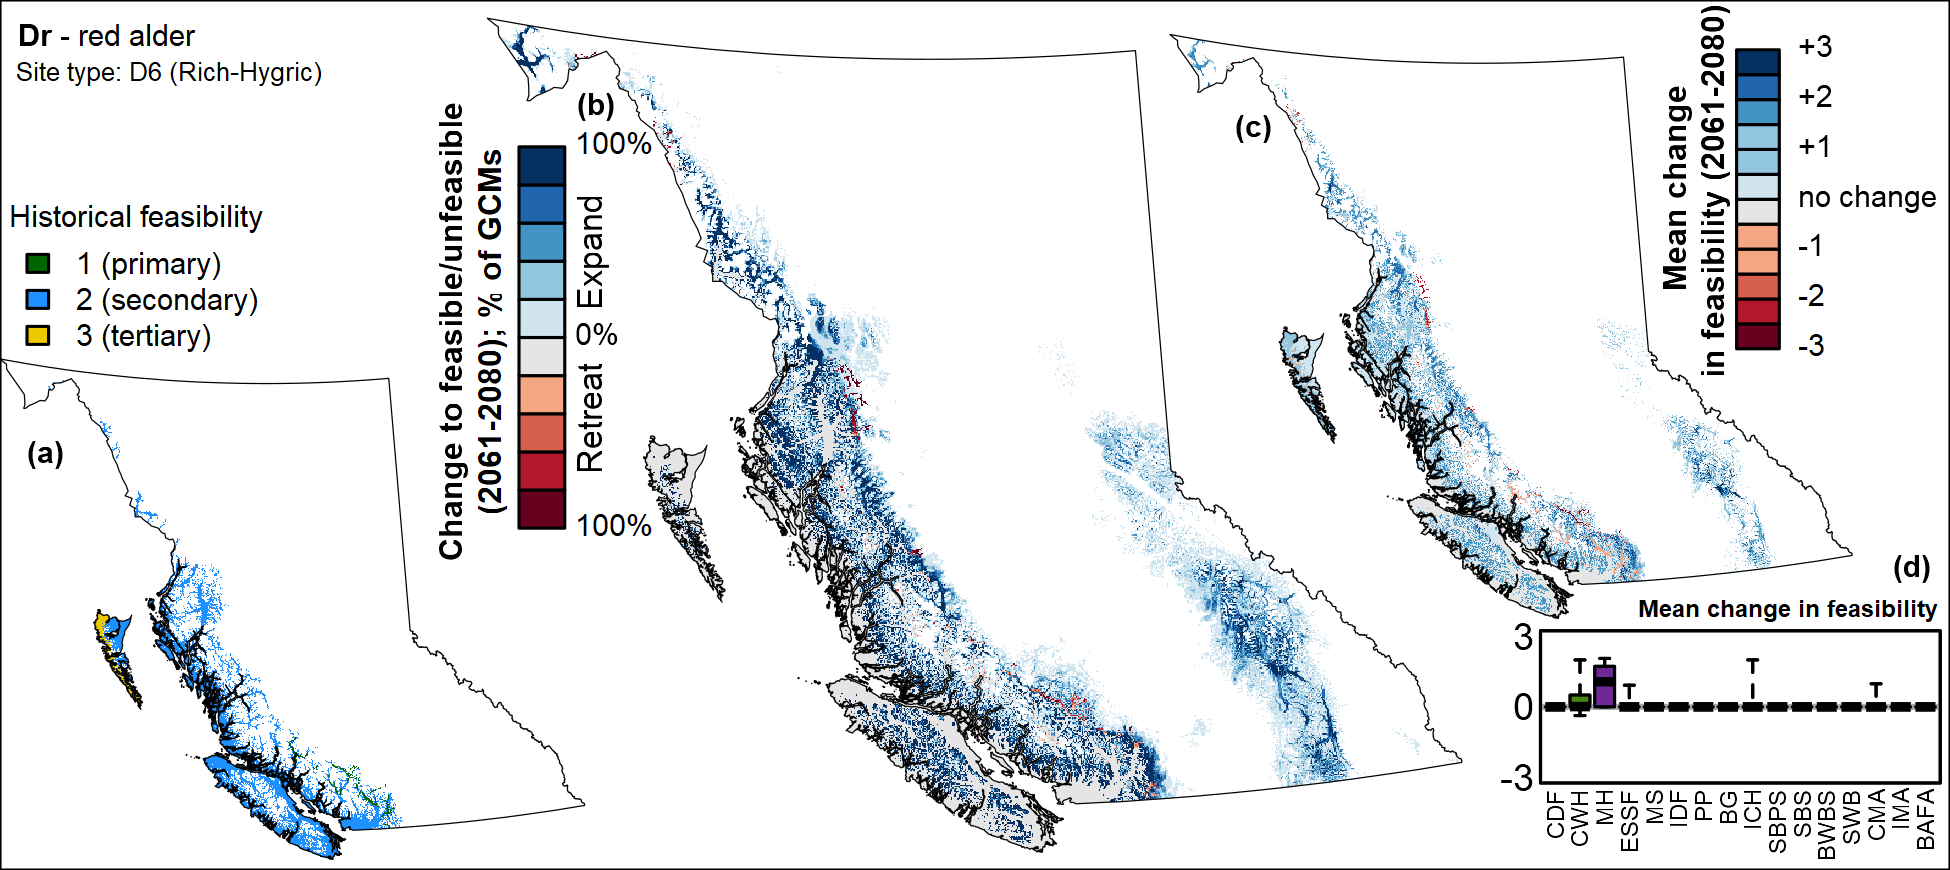 Dr - red alder
Site type: D6 (Rich-Hygric)
Historical feasibility
1 (primary)
2 (secondary)
3 (tertiary)
(a)
Change to feasible/unfeasible
(2061-2080); % of GCMs
100%
Expand
0%
Retreat
100%
(b)
(c)
Mean change
in feasibility (2061-2080)
+3
+2
+1
no change
-1
-2
-3
(d)
Mean change in feasibility
3
0
-3
CDF
CWH
MH
ESSF
MS
IDF
PP
BG
ICH
SBPS
SBS
BWBS
SWB
CMA
IMA
BAFA